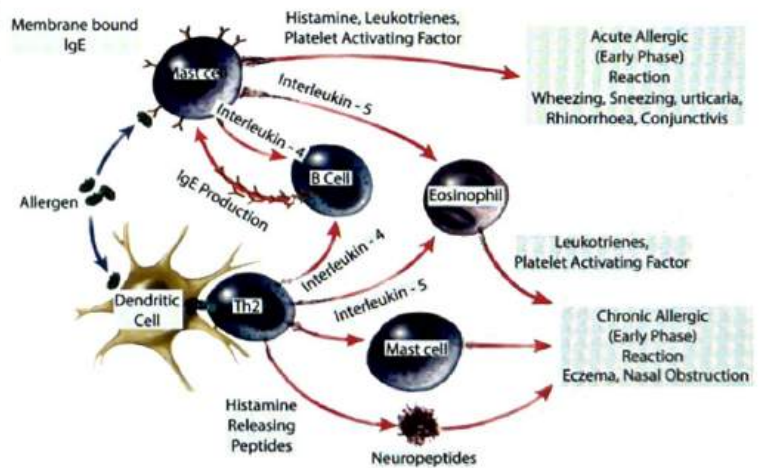 Membrane bound
IgE
Mast cell
Histamine, Leukotrienes,
Platelet Activating Factor
Acute Allergic
(Early Phase)
Reaction
Wheezing, Sneezing, urticaria,
Rhinorrhoea, Conjunctivis
Interleukin - 5
Interleukin - 4
IgE Production
B Cell
Eosinophil
Allergen
Leukotrienes,
Platelet Activating Factor
Interleukin - 4
Interleukin - 5
Dendritic
Cell
Th2
Mast cell
Chronic Allergic
(Early Phase)
Reaction
Eczema, Nasal Obstruction
Histamine
Releasing
Peptides
Neuropeptides